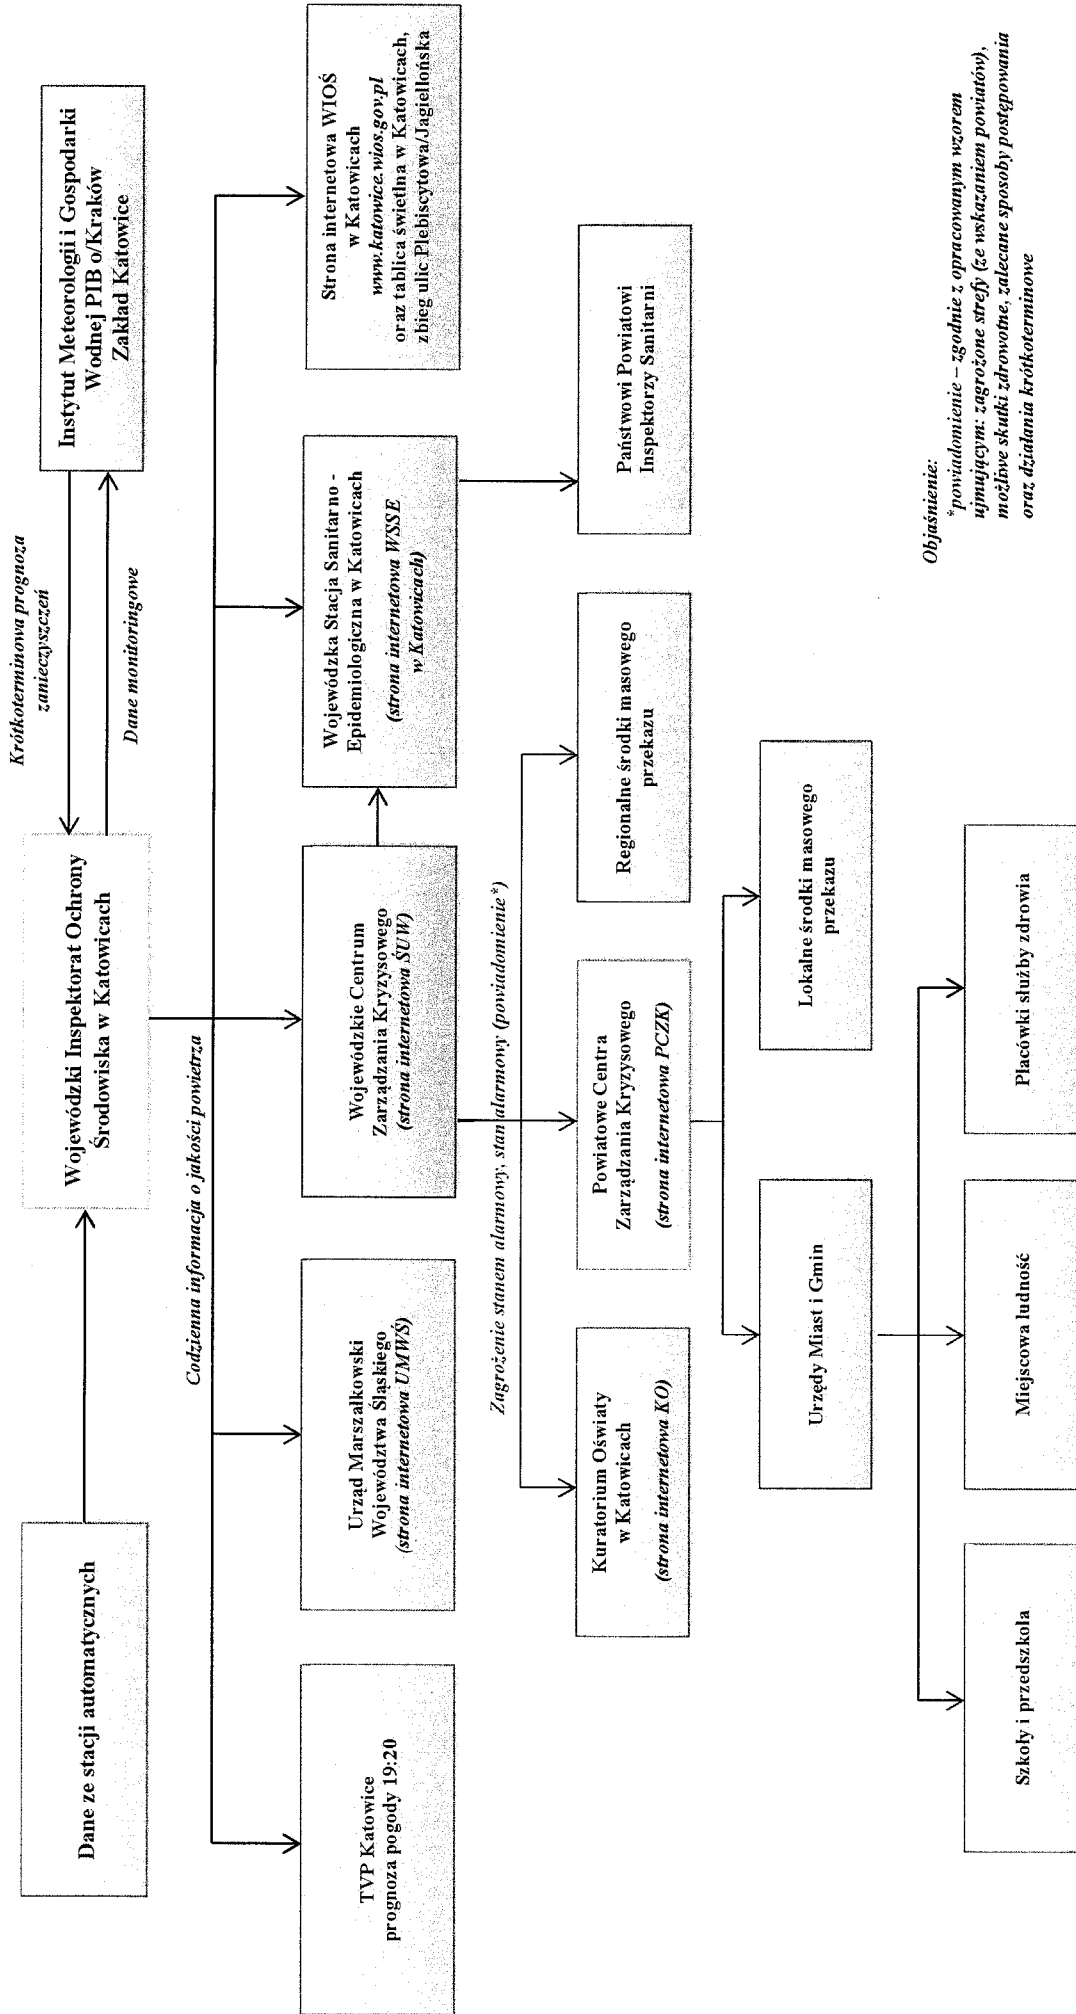 Dane ze stacji automatycznych
Wojewódzki Inspektorat Ochrony
Środowiska w Katowicach
Krótkoterminowa prognoza
zanieczyszczeń
Dane monitoringowe
Instytut Meteorologii i Gospodarki
Wodnej PIB o/Kraków
Zakład Katowice
Codzienna informacja o jakości powietrza
TVP Katowice
prognoza pogody 19:20
Urząd Marszałkowski
Województwa Śląskiego
(strona internetowa UMWŚ)
Wojewódzkie Centrum
Zarządzania Kryzysowego
(strona internetowa ŚUW)
Wojewódzka Stacja Sanitarno -
Epidemiologiczna w Katowicach
(strona internetowa WSSE
w Katowicach)
Strona internetowa WIOŚ
w Katowicach
www.katowice.wios.gov.pl
oraz tablica świetlna w Katowicach,
zbieg ulic Plebiscytowa/Jagiellońska
Zagrożenie stanem alarmowy, stan alarmowy (powiadomienie*)
Kuratorium Oświaty
w Katowicach
(strona internetowa KO)
Powiatowe Centra
Zarządzania Kryzysowego
(strona internetowa PCZK)
Regionalne środki masowego
przekazu
Państwowi Powiatowi
Inspektorzy Sanitarni
Urzędy Miast i Gmin
Lokalne środki masowego
przekazu
Szkoły i przedszkola
Miejscowa ludność
Placówki służby zdrowia
Objaśnienie:
*powiadomienie – zgodnie z opracowanym wzorem
ujmującym: zagrożone strefy (ze wskazaniem powiatów),
możliwe skutki zdrowotne, zalecane sposoby postępowania
oraz działania krótkoterminowe